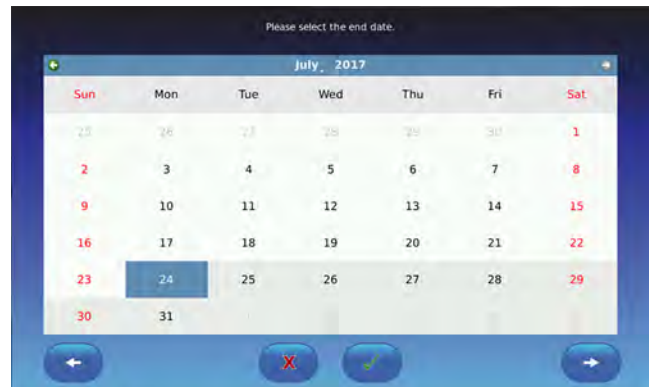 Please select the end date.
July, 2017
Sun Mon Tue Wed Thu Fri Sat
25 26 27 28 29 30 1
2 3 4 5 6 7 8
9 10 11 12 13 14 15
16 17 18 19 20 21 22
23 24 25 26 27 28 29
30 31
X